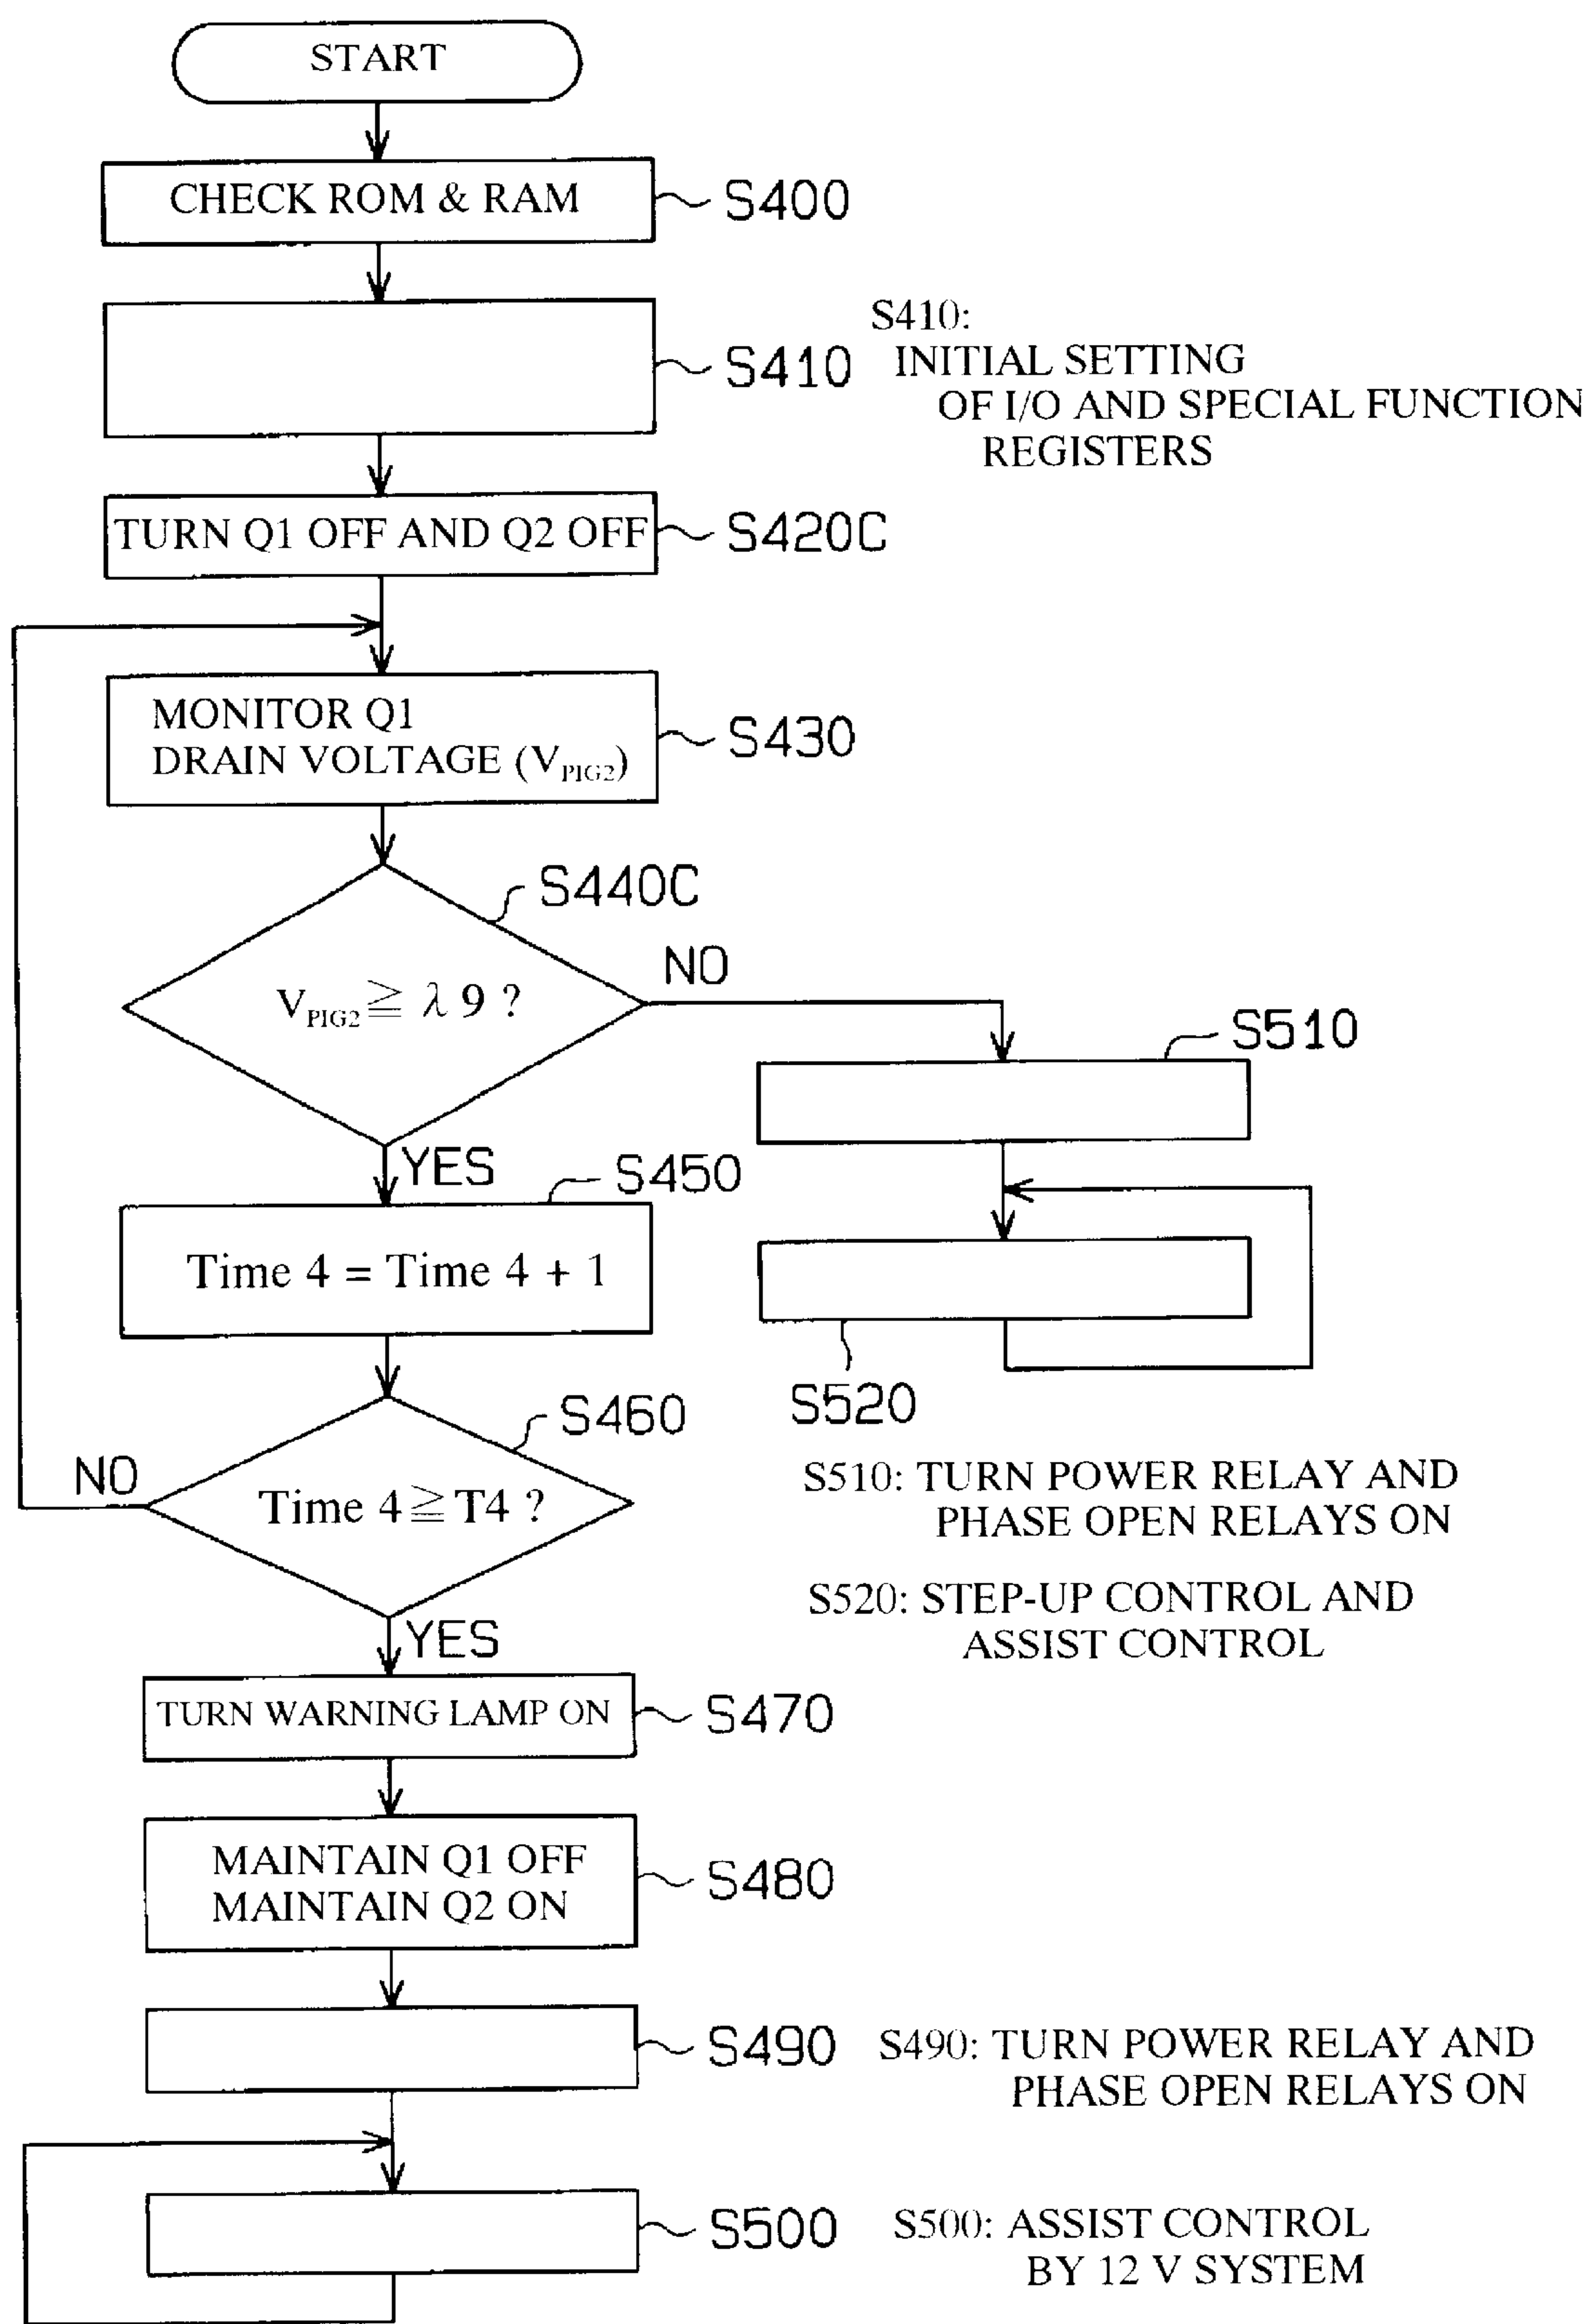 START
CHECK ROM & RAM
S400
S410
S410:
INITIAL SETTING
OF I/O AND SPECIAL FUNCTION
REGISTERS
TURN Q1 OFF AND Q2 OFF
S420C
MONITOR Q1
DRAIN VOLTAGE (VPIG2)
S430
S440C
VPIG2 ≧ λ 9 ?
NO
YES
S510
S450
Time 4 = Time 4 + 1
S520
S460
NO
Time 4 ≧ T4 ?
YES
S510: TURN POWER RELAY AND
PHASE OPEN RELAYS ON
S520: STEP-UP CONTROL AND
ASSIST CONTROL
TURN WARNING LAMP ON
S470
MAINTAIN Q1 OFF
MAINTAIN Q2 ON
S480
S490
S490: TURN POWER RELAY AND
PHASE OPEN RELAYS ON
S500
S500: ASSIST CONTROL
BY 12 V SYSTEM